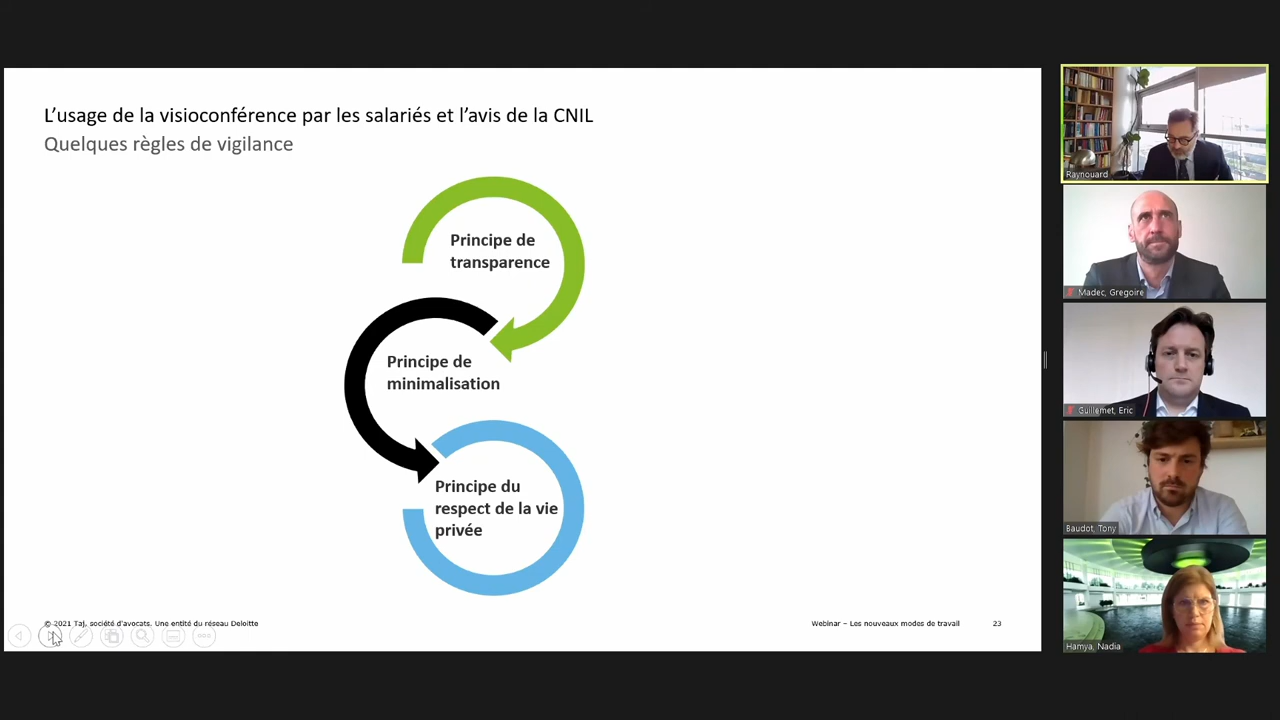 L'usage de la visioconférence par les salariés et l'avis de la CNIL
Quelques règles de vigilance
Principe de
transparence
Principe de
minimalisation
Principe du
respect de la vie
privée
© 2021 Taj, société d'avocats. Une entité du réseau Deloitte
Webinar – Les nouveaux modes de travail
23
Raynouard
Madec, Gregoire
Guillemet, Eric
Baudot, Tony
Hamya, Nadia